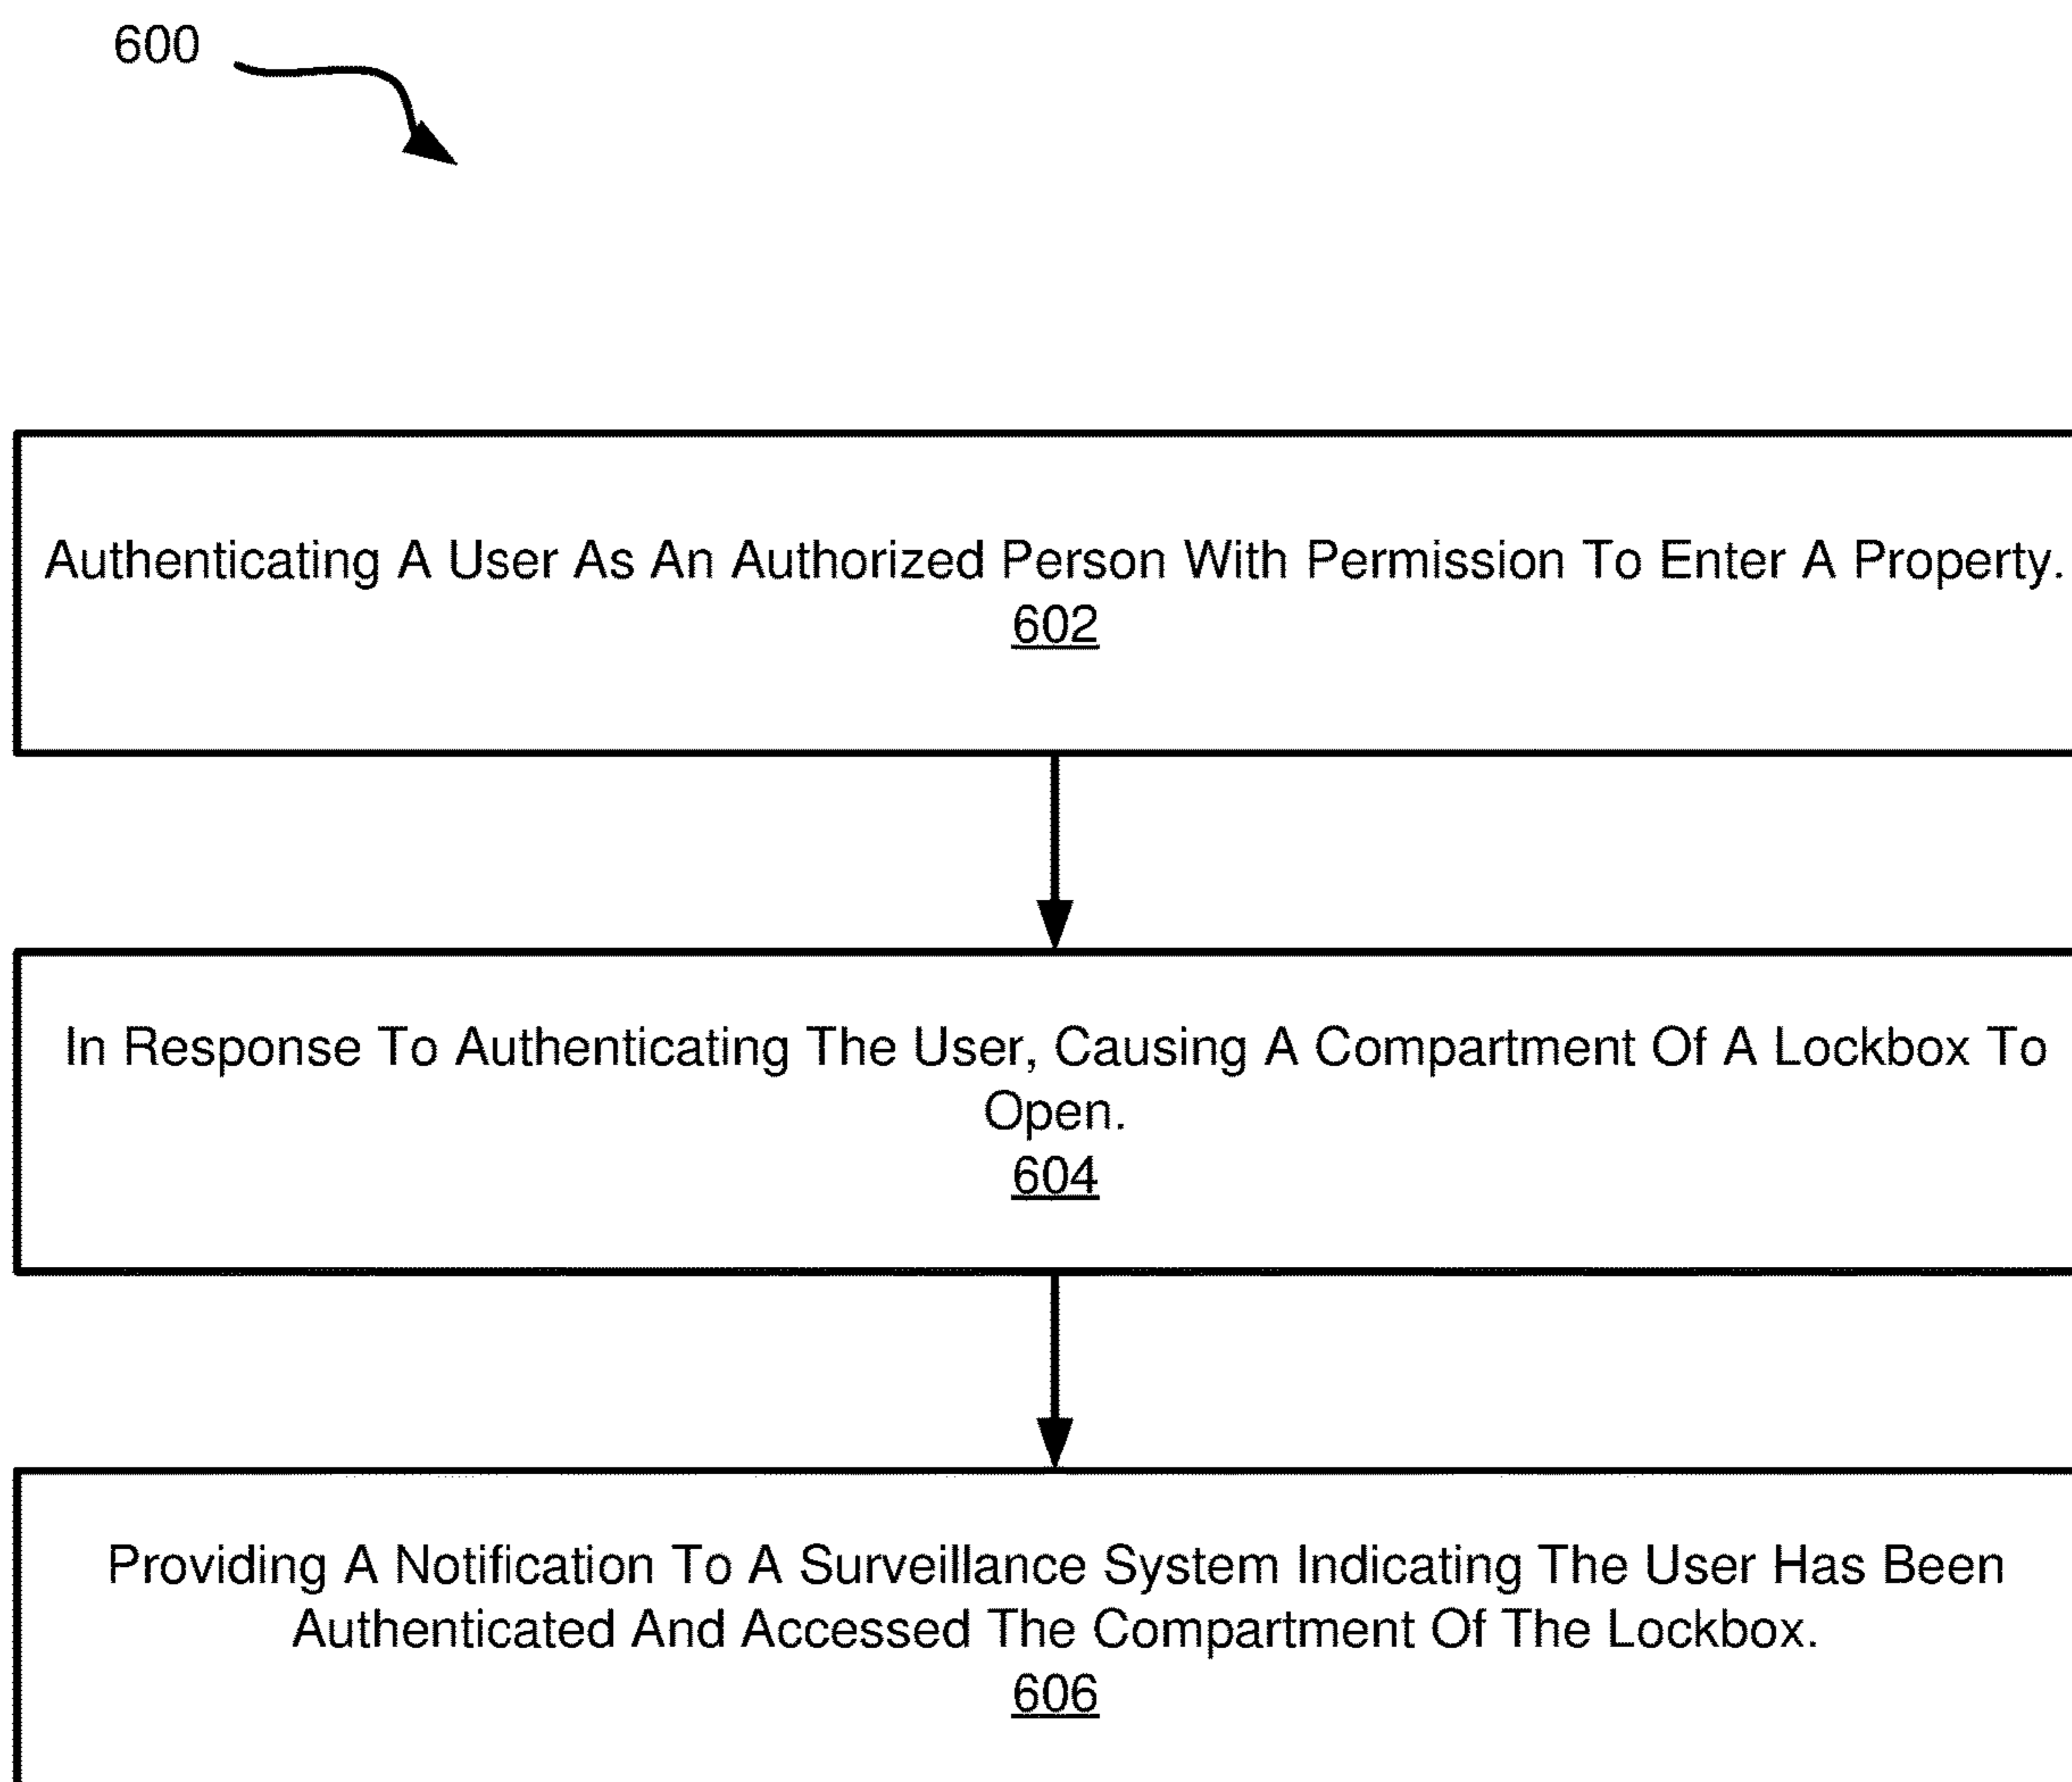 600
Authenticating A User As An Authorized Person With Permission To Enter A Property.
602
In Response To Authenticating The User, Causing A Compartment Of A Lockbox To
Open.
604
Providing A Notification To A Surveillance System Indicating The User Has Been
Authenticated And Accessed The Compartment Of The Lockbox.
606